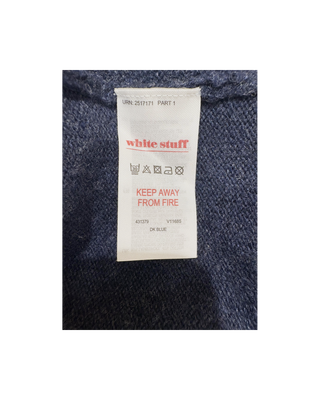 URN: 2517171 PART 1
white stuff
KEEP AWAY
FROM FIRE
DK BLUE